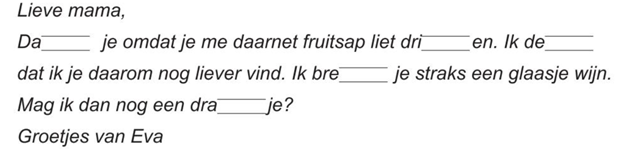 Lieve mama,
Da_____ je omdat je me daarnet fruitsap liet dri_____en. Ik de_____
dat ik je daarom nog liever vind. Ik bre_____ je straks een glaasje wijn.
Mag ik dan nog een dra_____je?
Groetjes van Eva